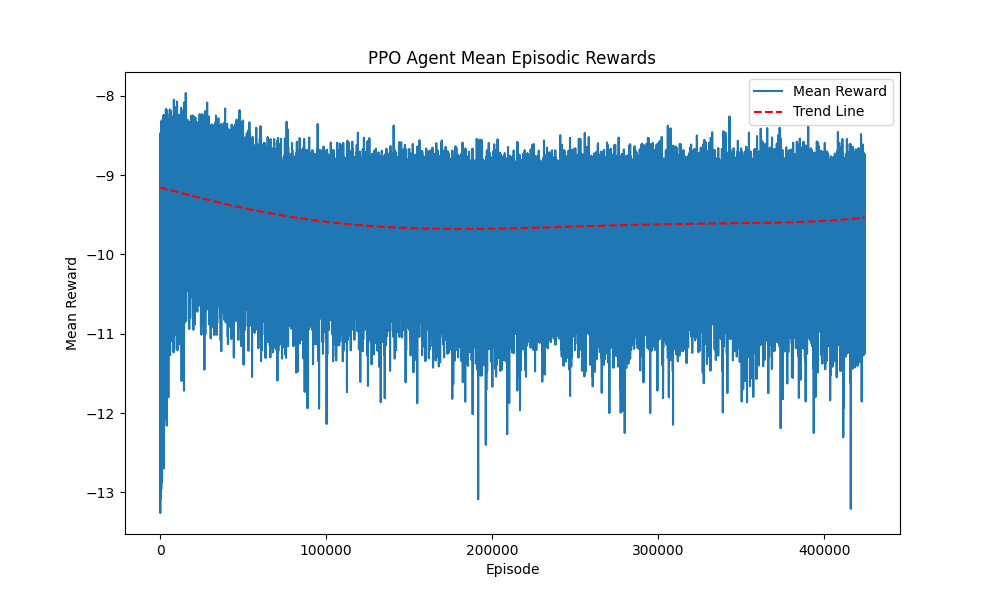 PPO Agent Mean Episodic Rewards
Mean Reward
Trend Line
Mean Reward
−8
−9
−10
−11
−12
−13
0
100000
200000
300000
400000
Episode